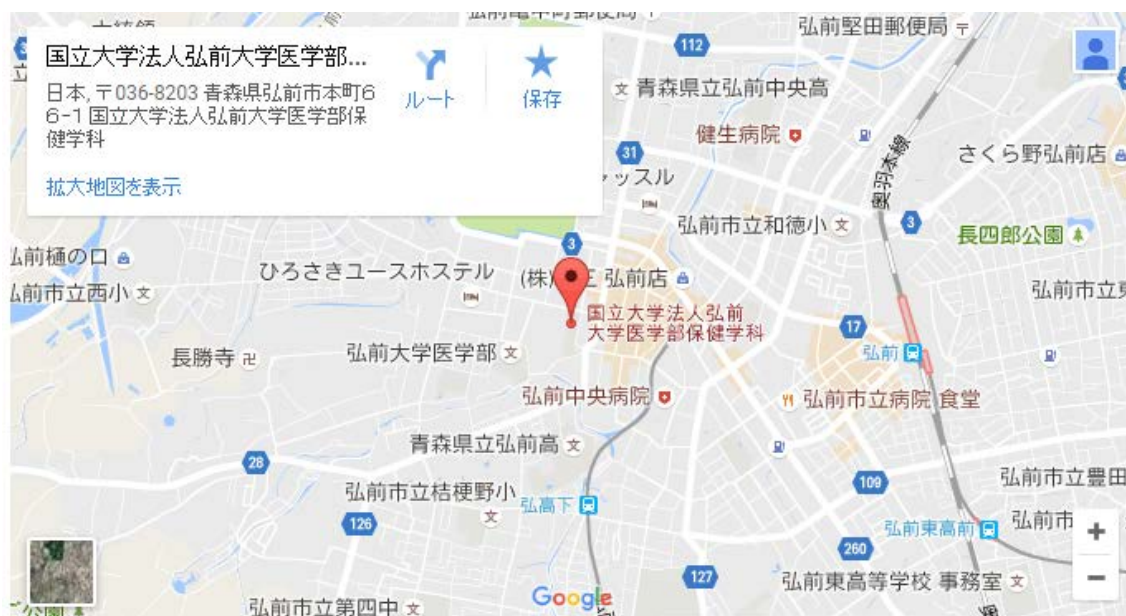 国立大学法人弘前大学医学部...
日本, 〒036-8203 青森県弘前市本町6
6-1 国立大学法人弘前大学医学部保
健学科
拡大地図を表示
ルート
保存
弘前堅田郵便局
112
青森県立弘前中央高
健生病院
31
さくら野弘前店
奥羽本線
ャッスル
弘前市立和徳小
3
長四郎公園
3
弘前樋の口
ひろさきユースホステル
(株)
弘前店
弘前市立西小
弘前市立東
国立大学法人弘前
大学医学部保健学科
17
長勝寺
弘前大学医学部
弘前
弘前中央病院
弘前市立病院 食堂
青森県立弘前高
28
弘前市立豊田
弘前市立桔梗野小
109
弘高下
126
弘前東高前
弘前市
260
127
弘前東高等学校 事務室
Google
弘前市立第四中